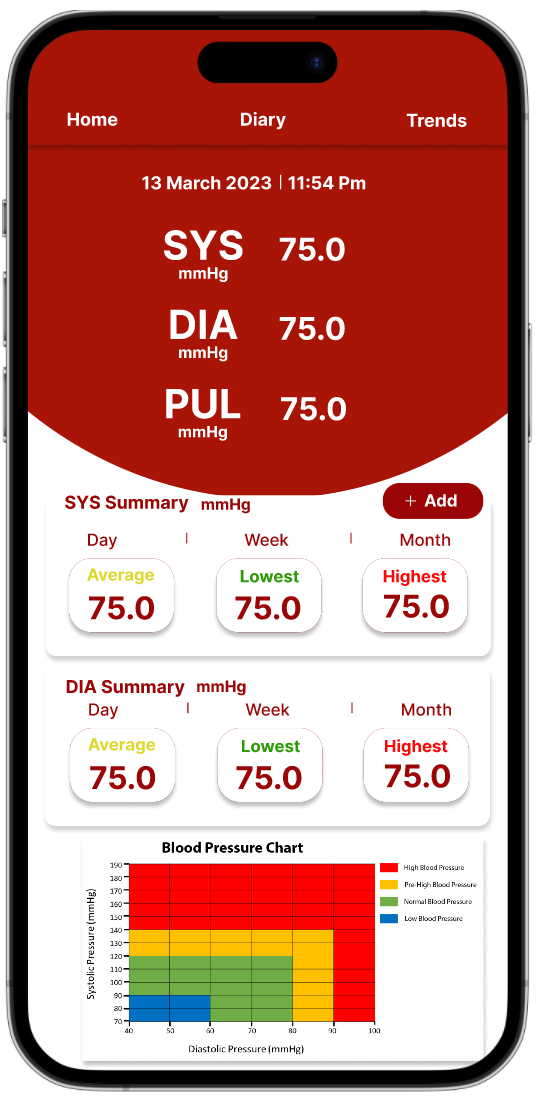 Home Diary Trends
13 March 2023 | 11:54 Pm
SYS 75.0
mmHg
DIA 75.0
mmHg
PUL 75.0
mmHg
+ Add
SYS Summary mmHg
Day | Week | Month
Average Lowest Highest
75.0 75.0 75.0
DIA Summary mmHg
Day | Week | Month
Average Lowest Highest
75.0 75.0 75.0
Blood Pressure Chart
Systolic Pressure (mmHg)
190
180
170
160
150
140
130
120
110
100
90
80
70
40 50 60 70 80 90 100
Diastolic Pressure (mmHg)
High Blood Pressure
Pre-High Blood Pressure
Normal Blood Pressure
Low Blood Pressure